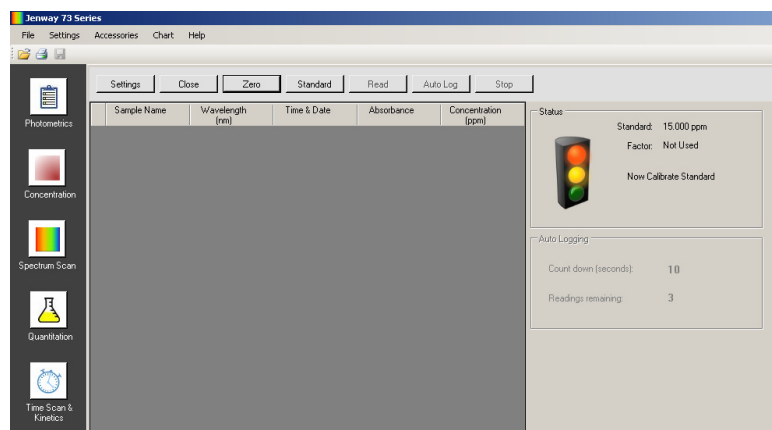 Jenway 73 Series
File Settings Accessories Chart Help
Settings Close Zero Standard Read Auto Log Stop
Photometrics
Concentration
Spectrum Scan
Quantitation
Time Scan &
Kinetics
Sample Name Wavelength Time & Date Absorbance Concentration
(nm) (ppm)
Status
Standard: 15.000 ppm
Factor: Not Used
Now Calibrate Standard
Auto Logging
Count down (seconds): 10
Readings remaining: 3